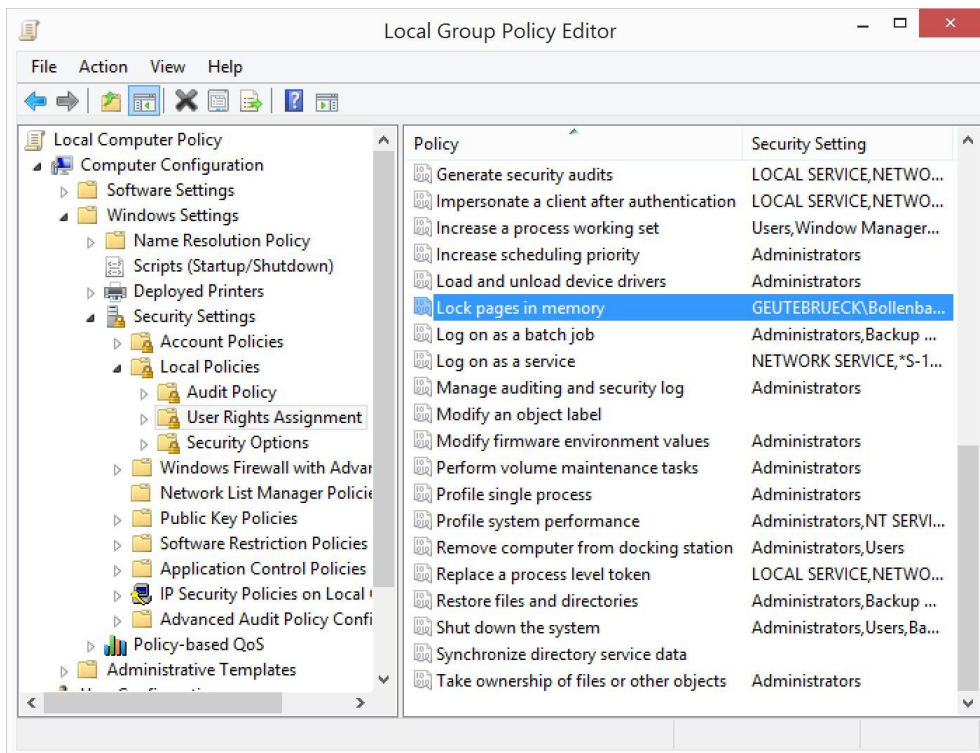 Local Group Policy Editor
File Action View Help
Local Computer Policy
Computer Configuration
Software Settings
Windows Settings
Name Resolution Policy
Scripts (Startup/Shutdown)
Deployed Printers
Security Settings
Account Policies
Local Policies
Audit Policy
User Rights Assignment
Security Options
Windows Firewall with Advar
Network List Manager Policie
Public Key Policies
Software Restriction Policies
Application Control Policies
IP Security Policies on Local
Advanced Audit Policy Confi
Policy-based QoS
Administrative Templates
Policy Security Setting
Generate security audits LOCAL SERVICE,NETWO...
Impersonate a client after authentication LOCAL SERVICE,NETWO...
Increase a process working set Users,Window Manager...
Increase scheduling priority Administrators
Load and unload device drivers Administrators
Lock pages in memory GEUTEBRUECK\Bollenba...
Log on as a batch job Administrators,Backup ...
Log on as a service NETWORK SERVICE,*S-1...
Manage auditing and security log Administrators
Modify an object label
Modify firmware environment values Administrators
Perform volume maintenance tasks Administrators
Profile single process Administrators
Profile system performance Administrators,NT SERVI...
Remove computer from docking station Administrators,Users
Replace a process level token LOCAL SERVICE,NETWO...
Restore files and directories Administrators,Backup ...
Shut down the system Administrators,Users,Ba...
Synchronize directory service data
Take ownership of files or other objects Administrators